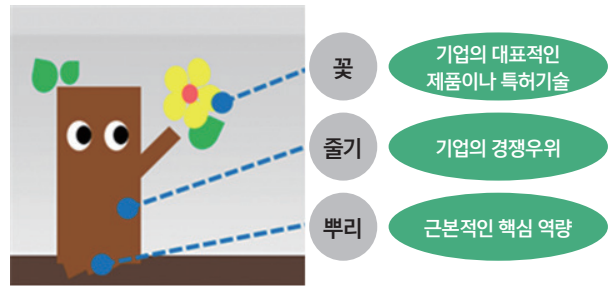 꽃
기업의 대표적인
제품이나 특허기술
줄기
기업의 경쟁우위
뿌리
근본적인 핵심 역량